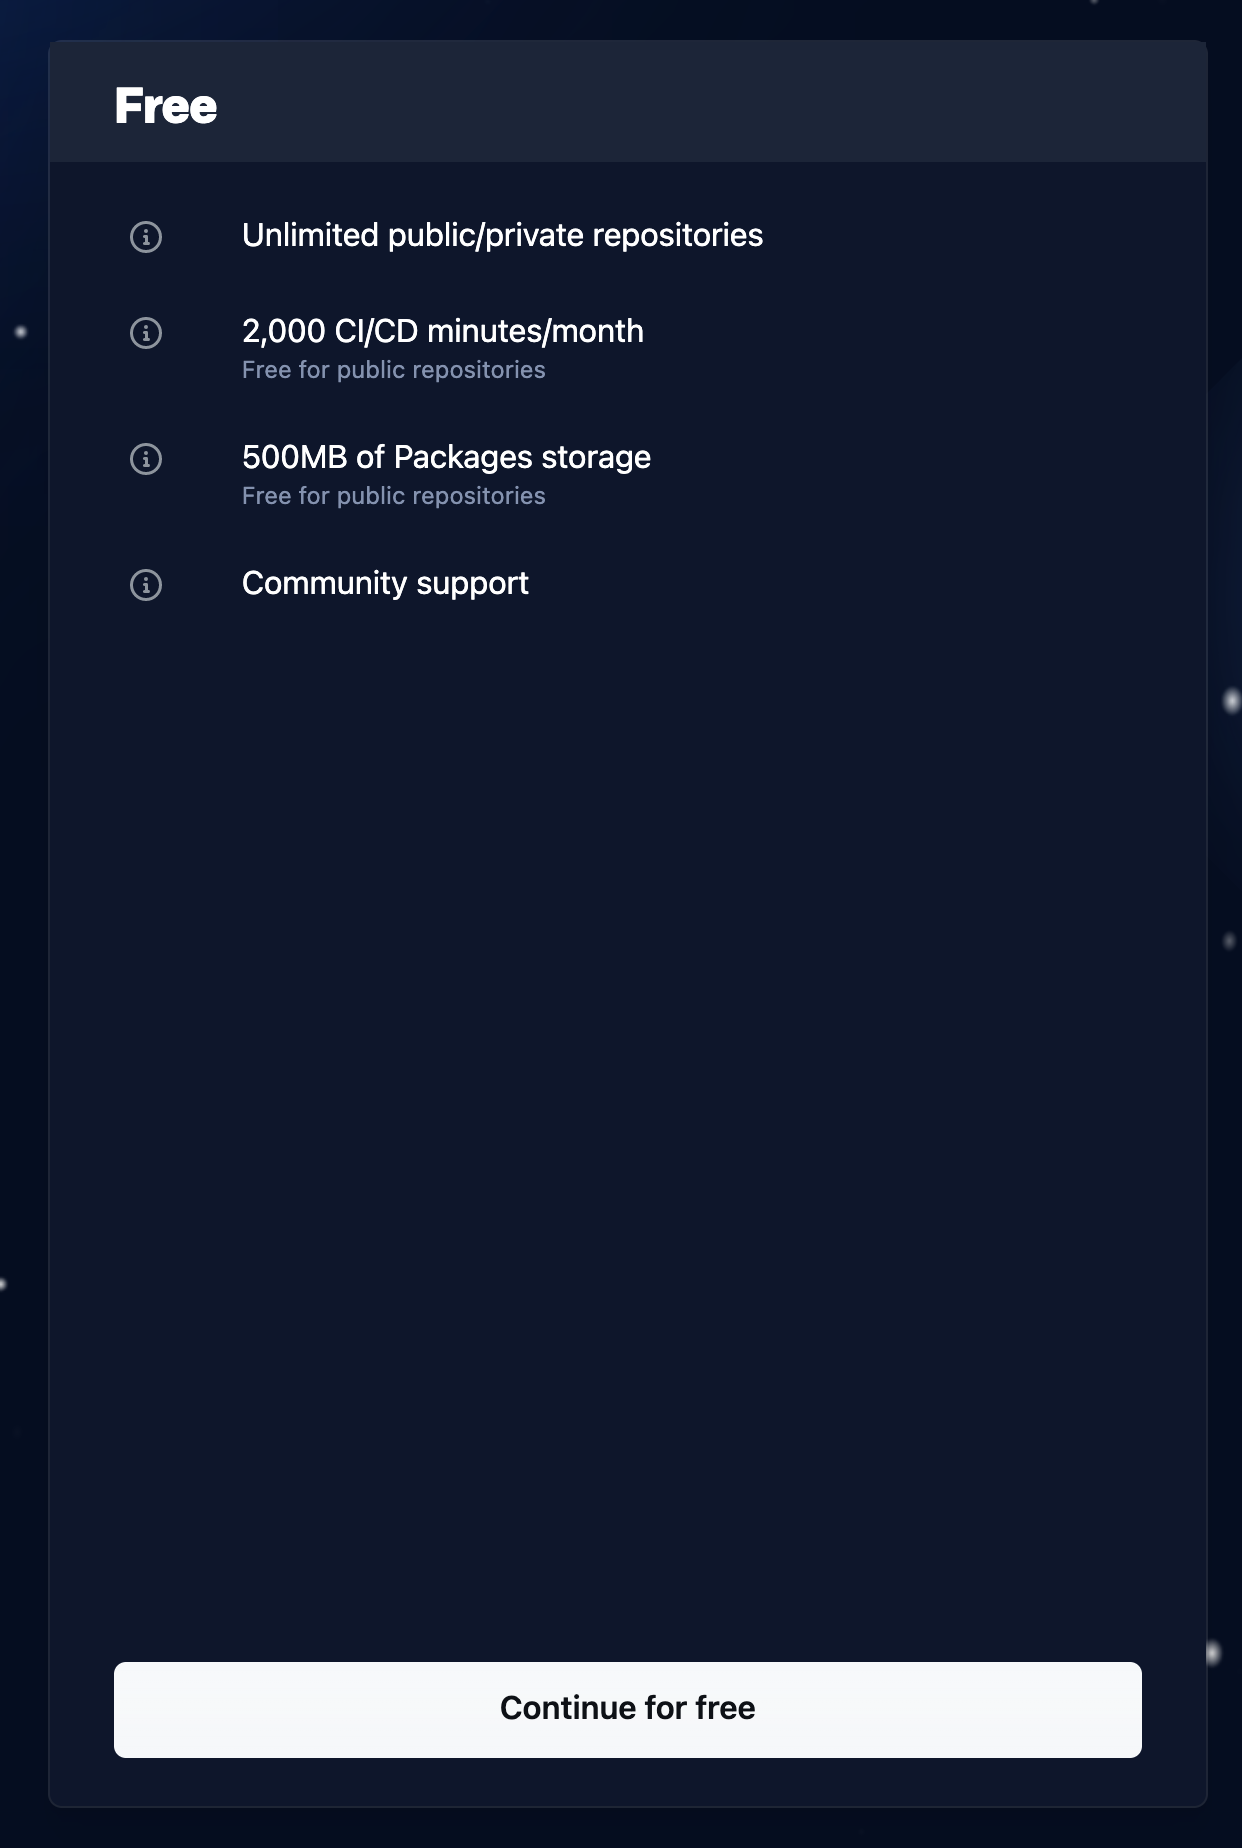 Free
Unlimited public/private repositories
2,000 CI/CD minutes/month
Free for public repositories
500MB of Packages storage
Free for public repositories
Community support
Continue for free